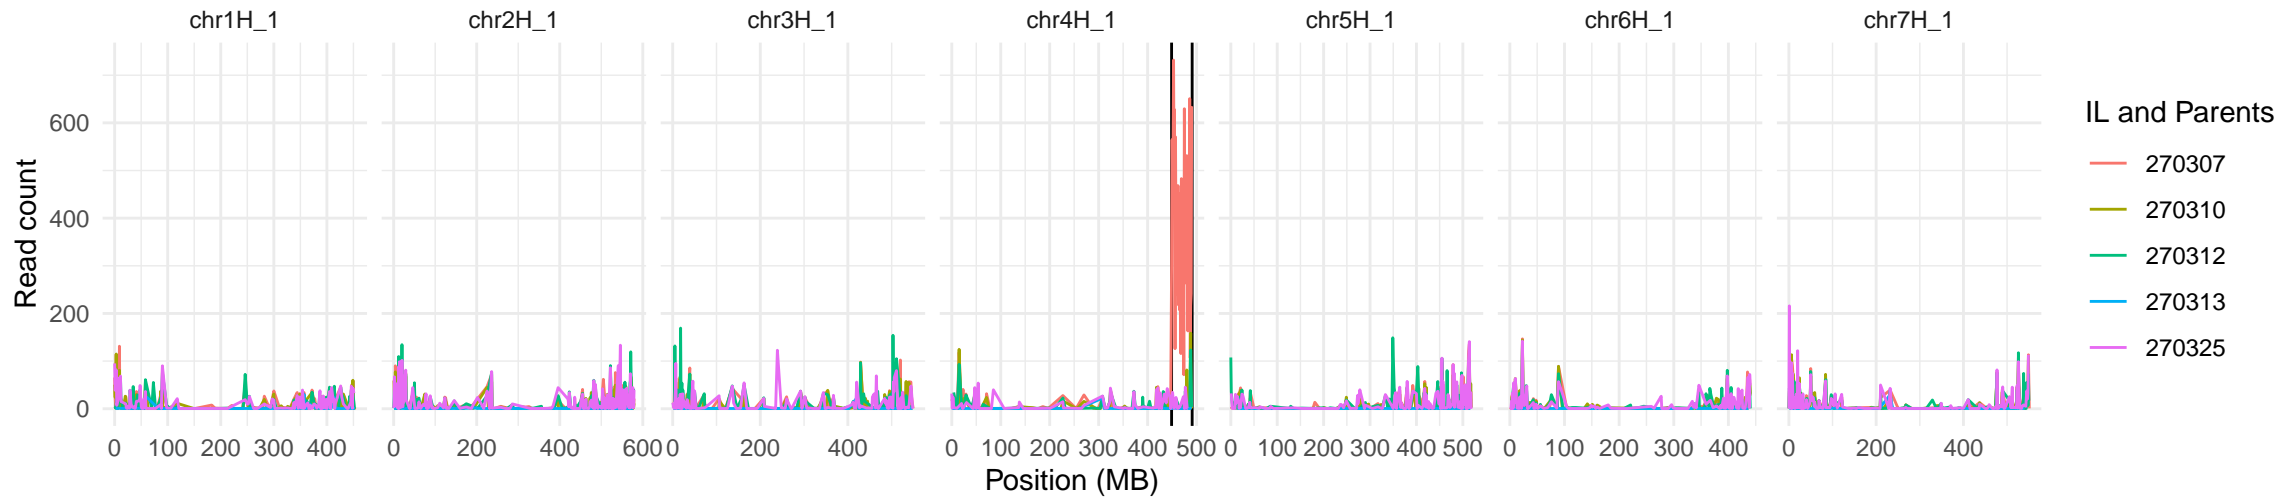 chr1H_1 chr2H_1 chr3H_1 chr4H_1 chr5H_1 chr6H_1 chr7H_1
Read count
600
400
200
0
0 100 200 300 400 0 200 400 600 0 200 400 0 100 200 300 400 500 0 100 200 300 400 500 0 100 200 300 400 0 200 400
Position (MB)
IL and Parents
270307
270310
270312
270313
270325